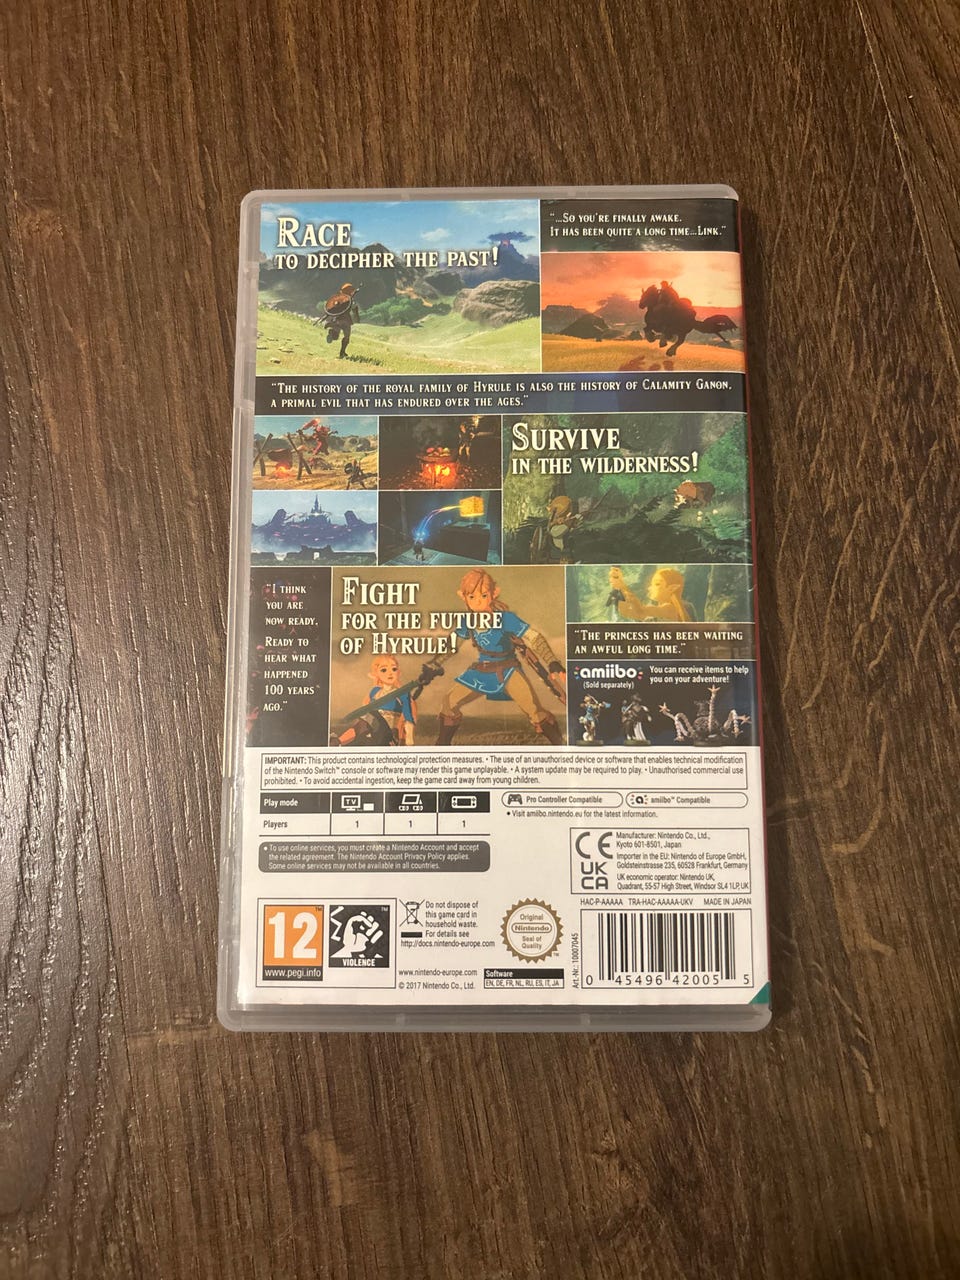 RACE
TO DECIPHER THE PAST!
"...SO YOU'RE FINALLY AWAKE.
IT HAS BEEN QUITE A LONG TIME...LINK."
"THE HISTORY OF THE ROYAL FAMILY OF HYRULE IS ALSO THE HISTORY OF CALAMITY GANON,
A PRIMAL EVIL THAT HAS ENDURED OVER THE AGES."
SURVIVE
IN THE WILDERNESS!
"I THINK
YOU ARE
NOW READY.
READY TO
HEAR WHAT
HAPPENED
100 YEARS
AGO."
FIGHT
FOR THE FUTURE
OF HYRULE!
"THE PRINCESS HAS BEEN WAITING
AN AWFUL LONG TIME."
amiibo™
(Sold separately)
You can receive items to help
you on your adventure!
IMPORTANT: This product contains technological protection measures. • The use of an unauthorised device or software that enables technical modification
of the Nintendo Switch™ console or software may render this game unplayable. • A system update may be required to play. • Unauthorised commercial use
prohibited. • To avoid accidental ingestion, keep the game card away from young children.
Play mode
TV
Players
1
1
1
Pro Controller Compatible
a amiibo™ Compatible
• Visit amiibo.nintendo.eu for the latest information.
• To use online services, you must create a Nintendo Account and accept
the related agreement. The Nintendo Account Privacy Policy applies.
Some online services may not be available in all countries.
CE
UK
CA
Manufacturer: Nintendo Co., Ltd.,
Kyoto 601-8501, Japan
Importer in the EU: Nintendo of Europe GmbH,
Goldsteinstrasse 235, 60528 Frankfurt, Germany
UK economic operator: Nintendo UK,
Quadrant, 55-57 High Street, Windsor SL4 1LP, UK
HAC-P-AAAAA TRA-HAC-AAAAA-UKV MADE IN JAPAN
12
™
www.pegi.info
™
VIOLENCE
Do not dispose of
this game card in
household waste.
For details see
http://docs.nintendo-europe.com
www.nintendo-europe.com
© 2017 Nintendo Co., Ltd.
Original
Nintendo
Seal of
Quality
™
Software
EN, DE, FR, NL, RU, ES, IT, JA
Art.-Nr.: 10007045
0 45496 42005 5